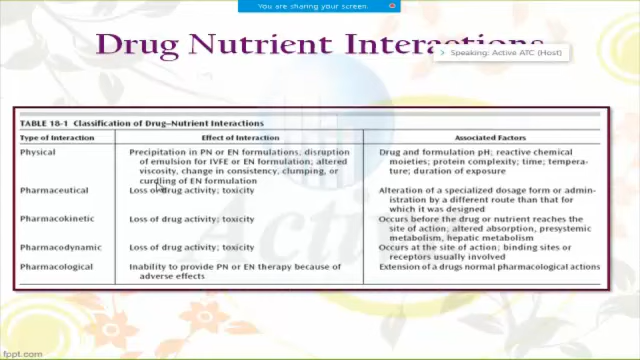 You are sharing your screen.
Drug Nutrient Interactions
Speaking: Active ATC (Host)
TABLE 18-1 Classification of Drug–Nutrient Interactions
Type of Interaction Effect of Interaction Associated Factors
Physical Precipitation in PN or EN formulations, disruption Drug and formulation pH; reactive chemical
of emulsion for IVFE or EN formulation; altered moieties; protein complexity; time; tempera-
viscosity, change in consistency, clumping, or ture; duration of exposure
curdling of EN formulation
Pharmaceutical Loss of drug activity; toxicity Alteration of a specialized dosage form or admin-
istration by a different route than that for
which it was designed
Pharmacokinetic Loss of drug activity; toxicity Occurs before the drug or nutrient reaches the
site of action; altered absorption, presystemic
metabolism, hepatic metabolism
Pharmacodynamic Loss of drug activity; toxicity Occurs at the site of action; binding sites or
receptors usually involved
Pharmacological Inability to provide PN or EN therapy because of Extension of a drugs normal pharmacological actions
adverse effects
Active
fppt.com